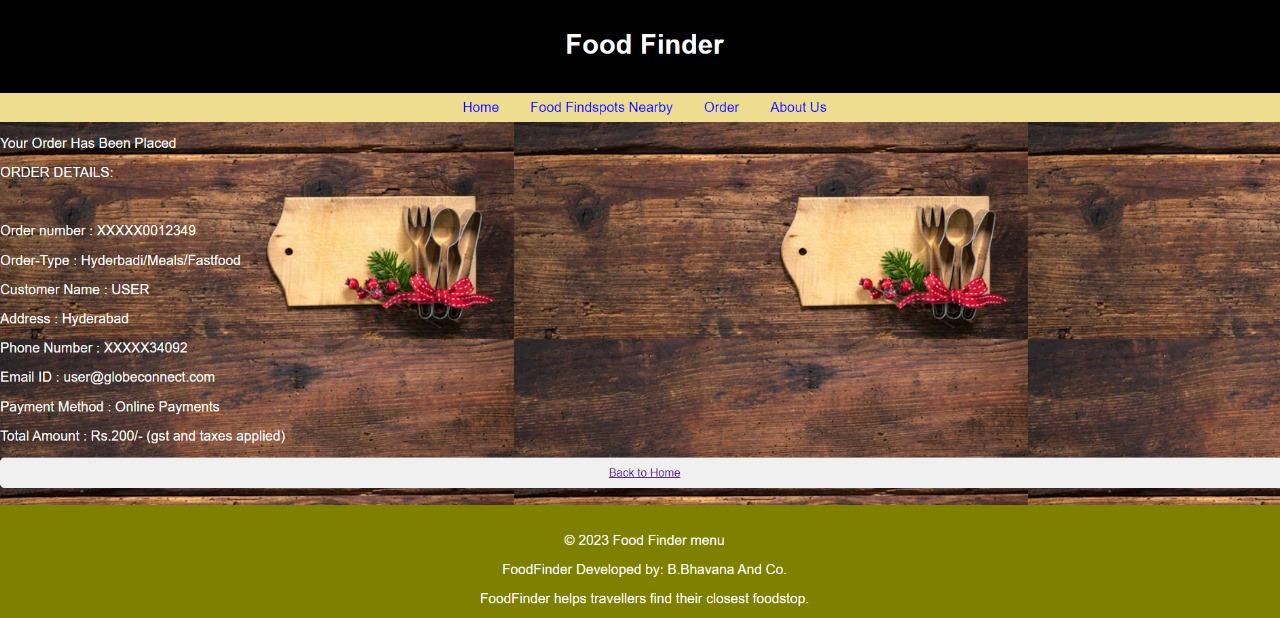 Food Finder
Home Food Findspots Nearby Order About Us
Your Order Has Been Placed
ORDER DETAILS:
Order number : XXXXX0012349
Order-Type : Hyderbadi/Meals/Fastfood
Customer Name : USER
Address : Hyderabad
Phone Number : XXXXX34092
Email ID : user@globeconnect.com
Payment Method : Online Payments
Total Amount : Rs.200/- (gst and taxes applied)
Back to Home
© 2023 Food Finder menu
FoodFinder Developed by: B.Bhavana And Co.
FoodFinder helps travellers find their closest foodstop.